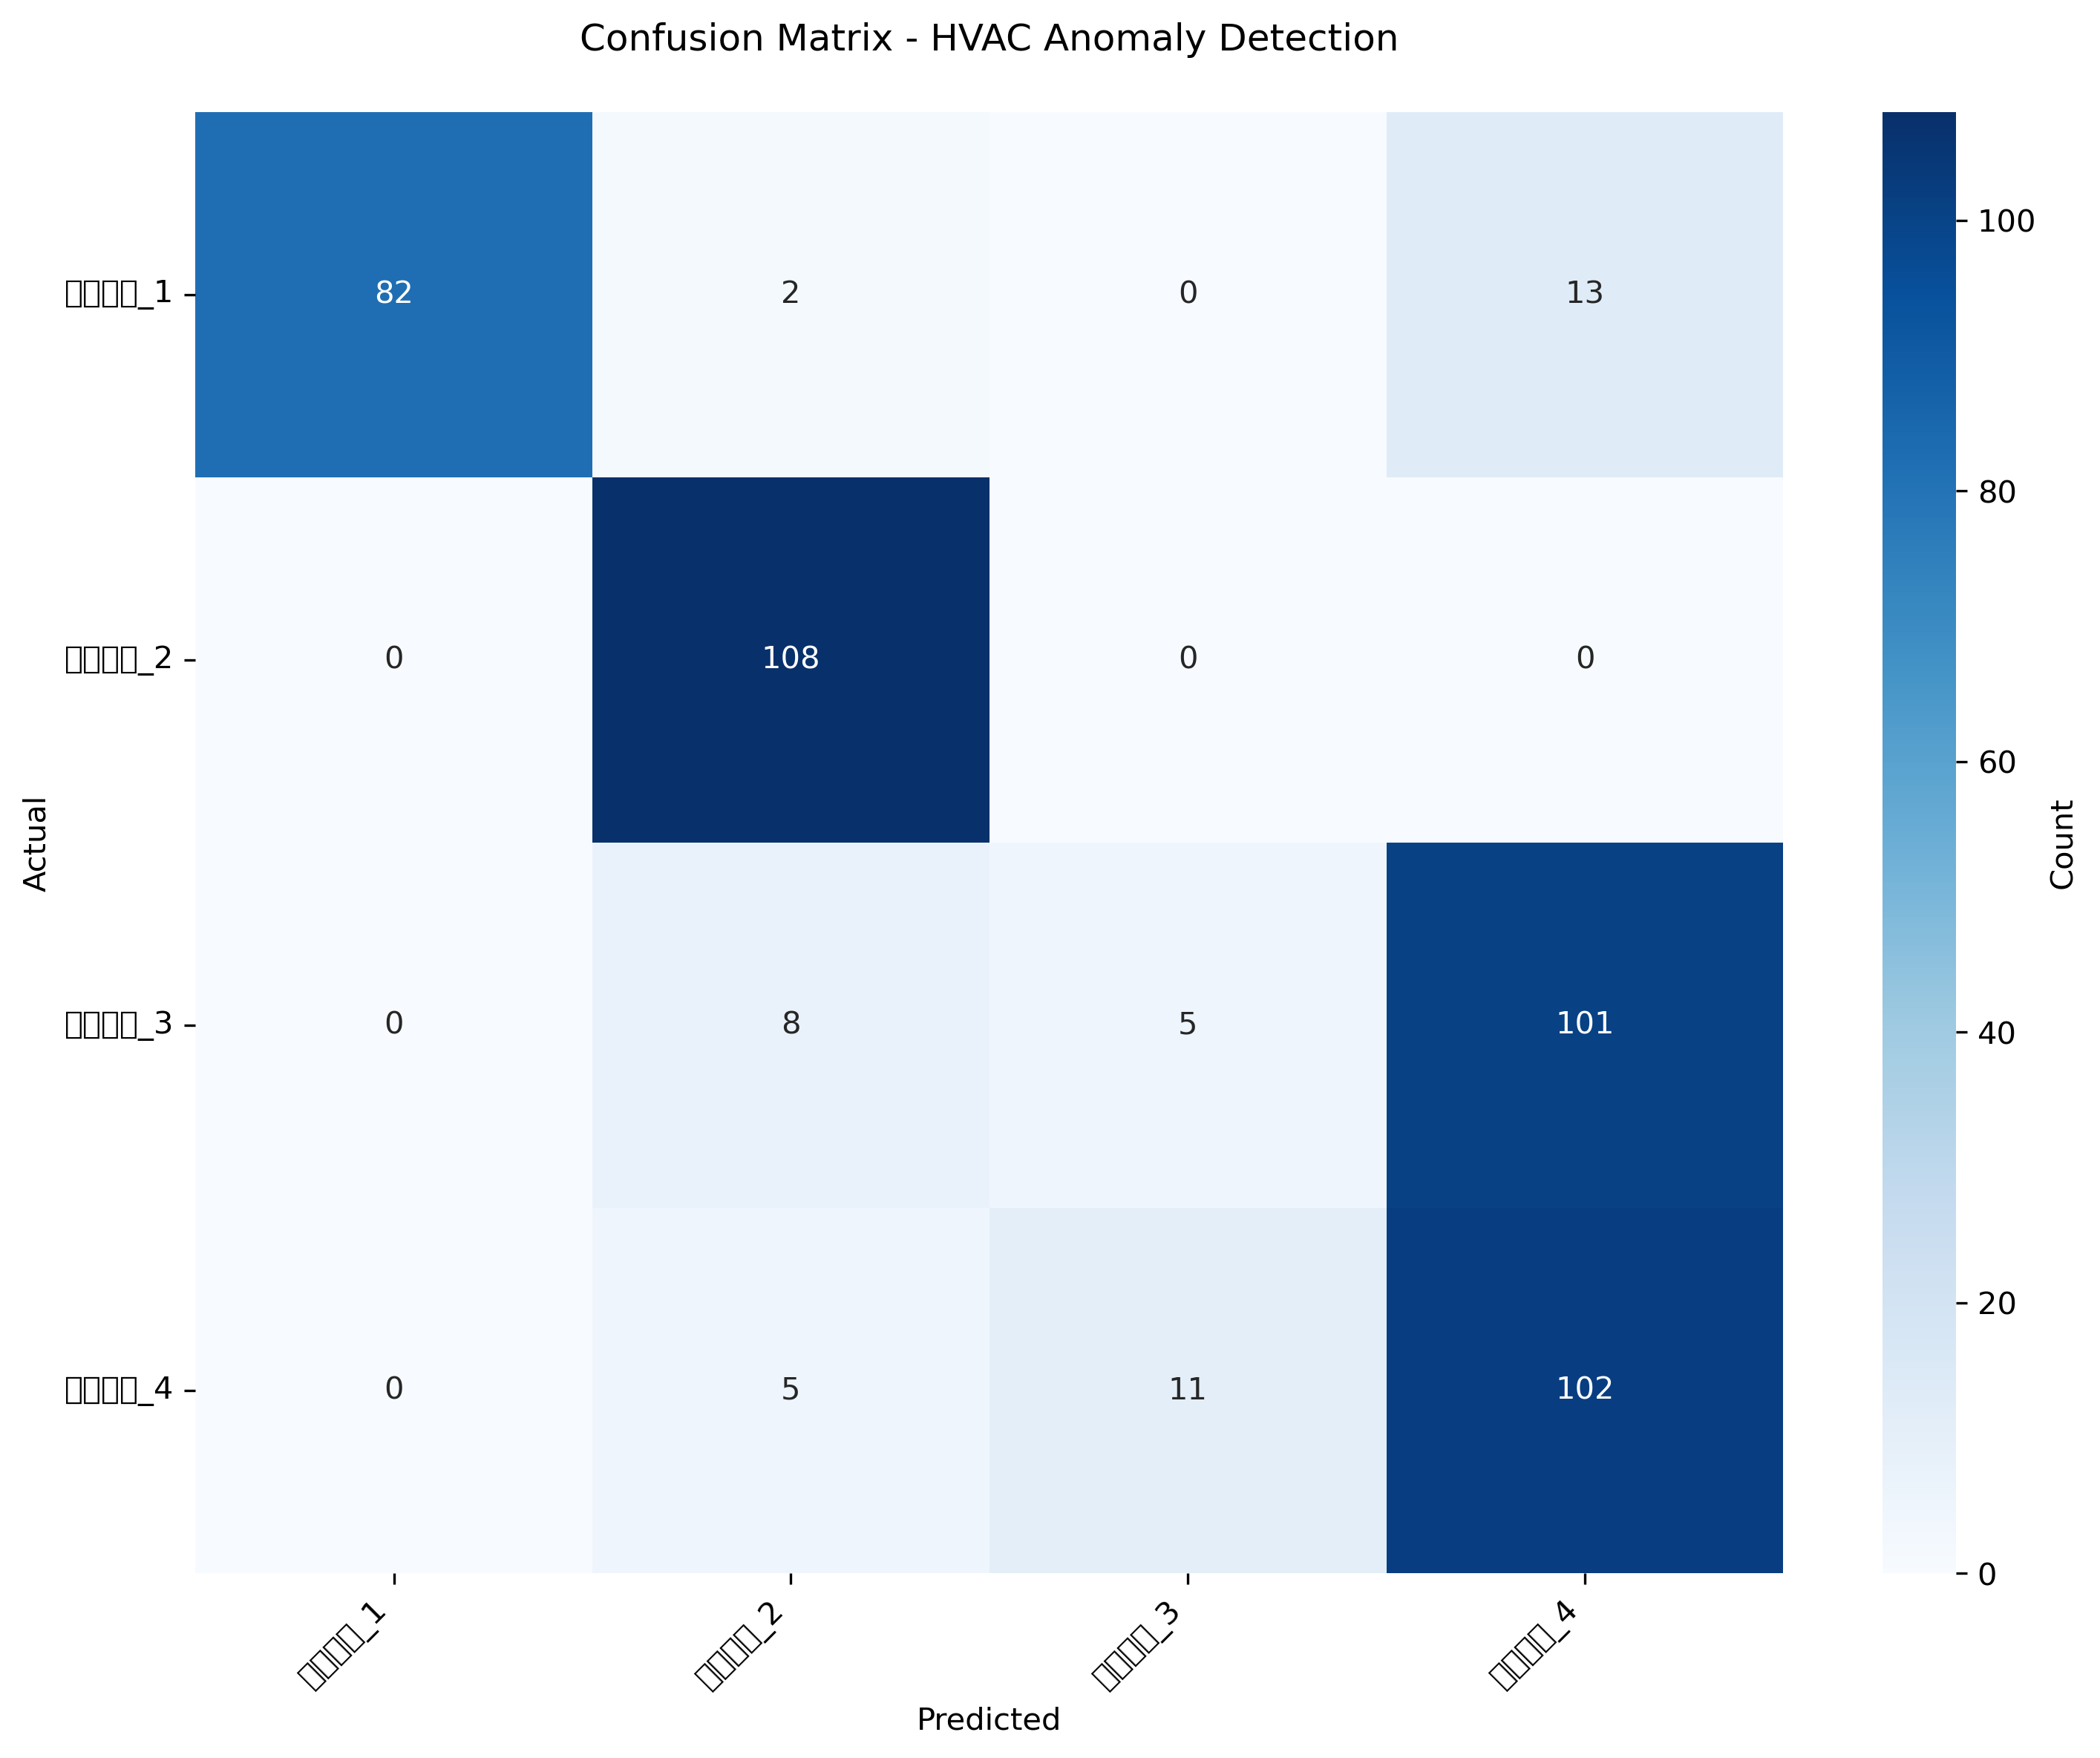 Confusion Matrix - HVAC Anomaly Detection
_1 82 2 0 13
_2 0 108 0 0
_3 0 8 5 101
_4 0 5 11 102
_1 _2 _3 _4
Predicted
Actual
100
80
60
40
20
0
Count